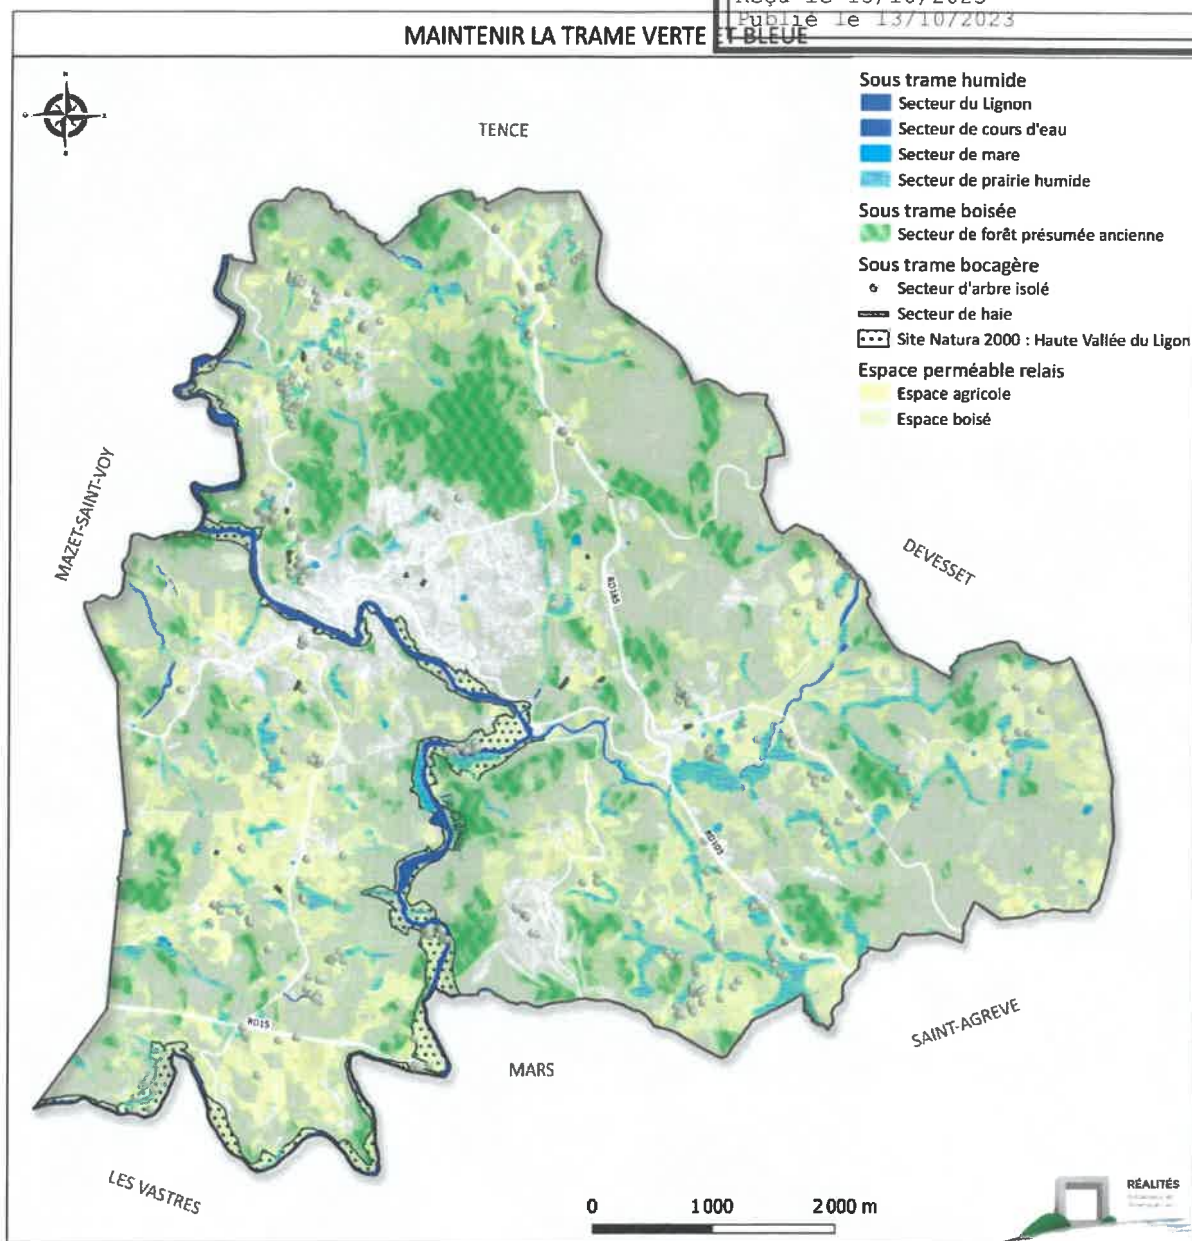 Publié le 13/10/2023
MAINTENIR LA TRAME VERTE ET BLEUE
Sous trame humide
Secteur du Lignon
Secteur de cours d'eau
Secteur de mare
Secteur de prairie humide
Sous trame boisée
Secteur de forêt présumée ancienne
Sous trame bocagère
Secteur d'arbre isolé
Secteur de haie
Site Natura 2000 : Haute Vallée du Ligon
Espace perméable relais
Espace agricole
Espace boisé
TENCE
MAZET-SAINT-VOY
DEVESSET
RD185
RD103
RD15
SAINT-AGREVE
MARS
LES VASTRES
0 1000 2000 m
RÉALITÉS